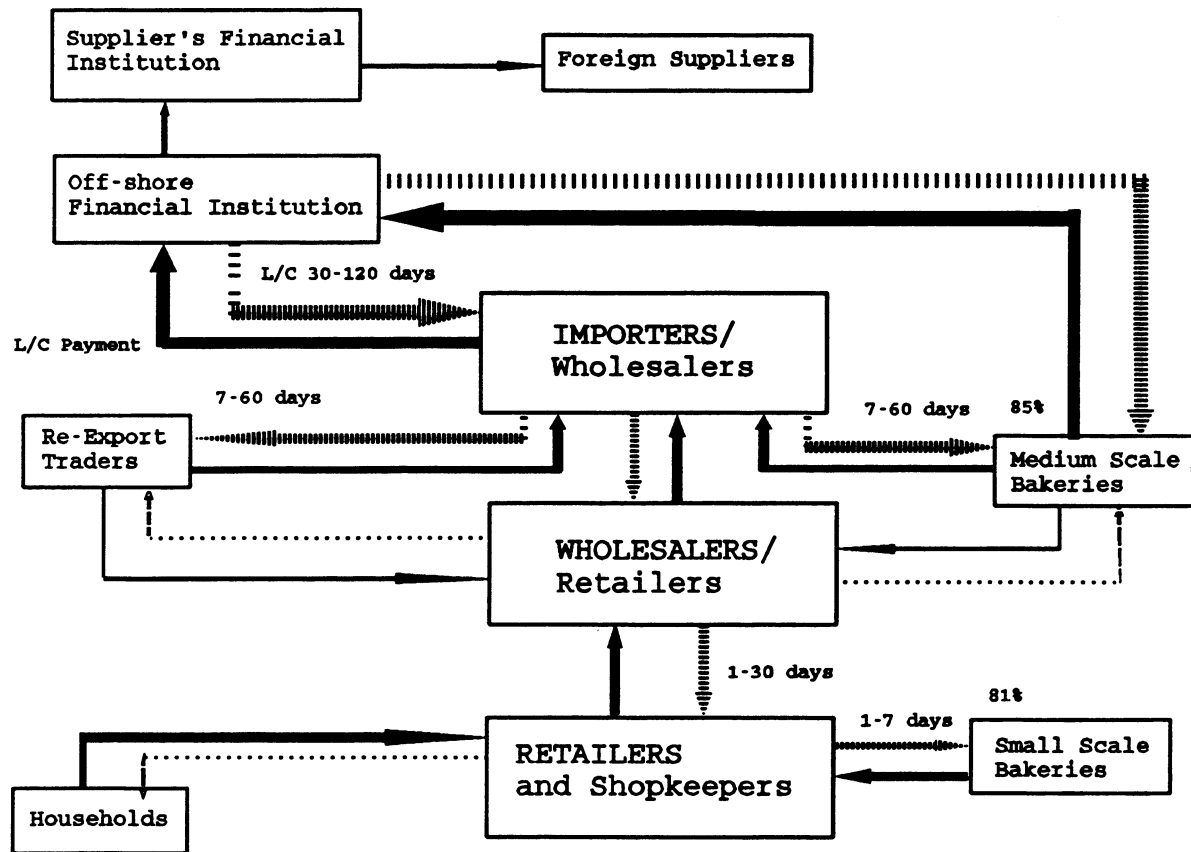 Supplier's Financial
Institution
Foreign Suppliers
Off-shore
Financial Institution
L/C 30-120 days
IMPORTERS/
Wholesalers
L/C Payment
7-60 days
7-60 days
85%
Re-Export
Traders
Medium Scale
Bakeries
WHOLESALERS/
Retailers
1-30 days
81%
1-7 days
RETAILERS
and Shopkeepers
Small Scale
Bakeries
Households